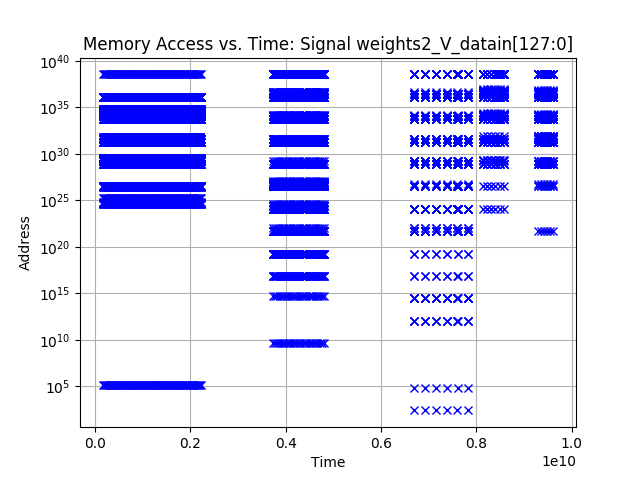 Memory Access vs. Time: Signal weights2_V_datain[127:0]
Address
10^40
10^35
10^30
10^25
10^20
10^15
10^10
10^5
0.0 0.2 0.4 0.6 0.8 1.0
1e10
Time